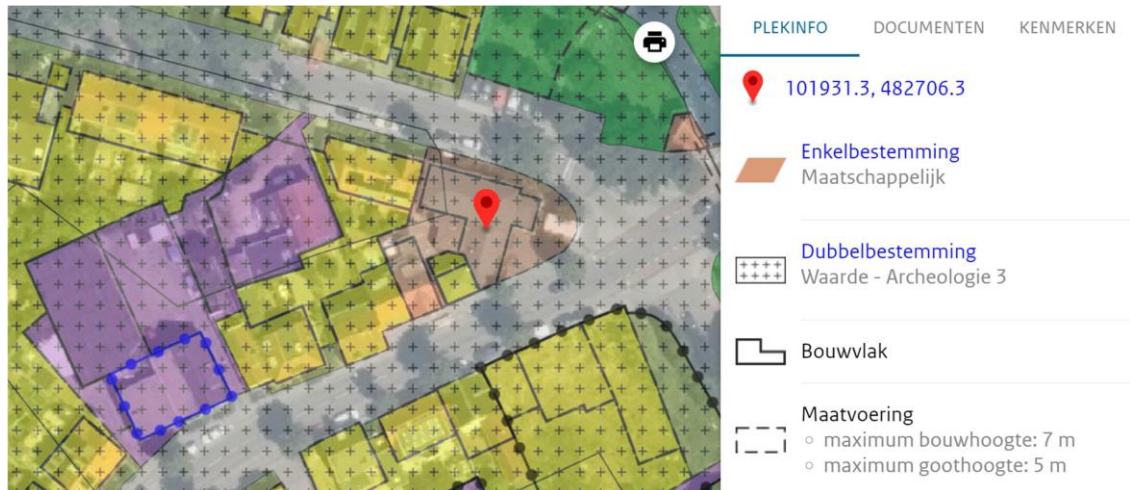 PLEKINFO DOCUMENTEN KENMERKEN
101931.3, 482706.3
Enkelbestemming
Maatschappelijk
Dubbelbestemming
Waarde - Archeologie 3
Bouwvlak
Maatvoering
○ maximum bouwhoogte: 7 m
○ maximum goothoogte: 5 m